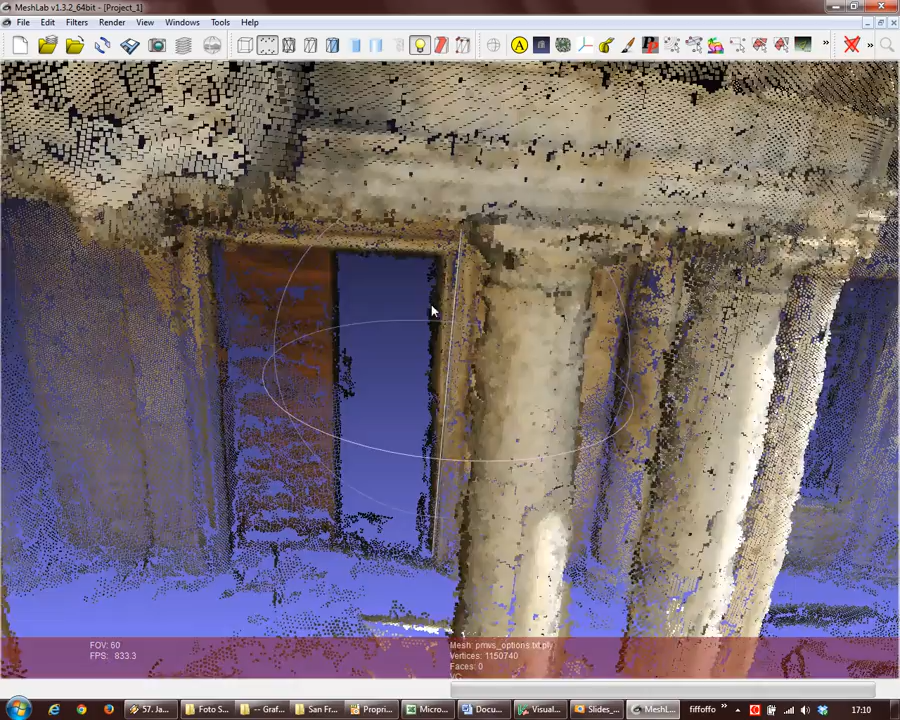 MeshLab v1.3.2_64bit - [Project_1]
File Edit Filters Render View Windows Tools Help
A
FOV: 60
FPS: 833.3
Mesh: pmvs_options.txt.ply
Vertices: 1150740
Faces: 0
VC
57. Ja... Foto S... -- Graf... San Fr... Propri... Micro... Docu... Visual... Slides_... MeshL... fiffoffo 17:10